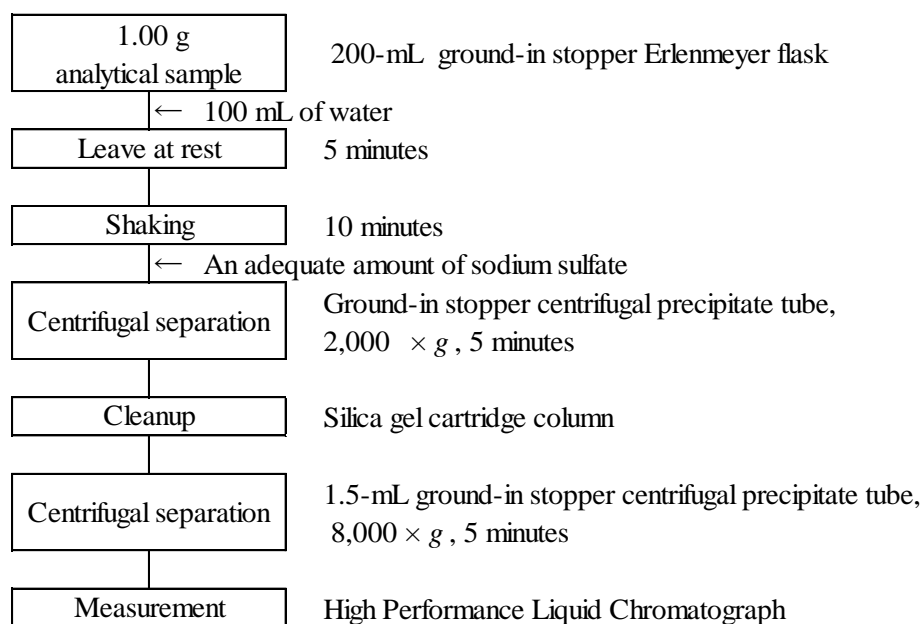 1.00 g
analytical sample
200-mL ground-in stopper Erlenmeyer flask
← 100 mL of water
Leave at rest
5 minutes
Shaking
10 minutes
← An adequate amount of sodium sulfate
Centrifugal separation
Ground-in stopper centrifugal precipitate tube,
2,000 × g , 5 minutes
Cleanup
Silica gel cartridge column
Centrifugal separation
1.5-mL ground-in stopper centrifugal precipitate tube,
8,000 × g , 5 minutes
Measurement
High Performance Liquid Chromatograph